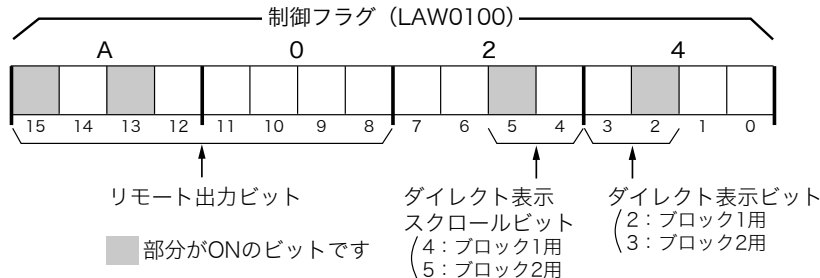 制御フラグ（LAW0100）
A 0 2 4
15 14 13 12 11 10 9 8 7 6 5 4 3 2 1 0
リモート出力ビット
部分がONのビットです
ダイレクト表示
スクロールビット
4：ブロック1用
5：ブロック2用
ダイレクト表示ビット
2：ブロック1用
3：ブロック2用